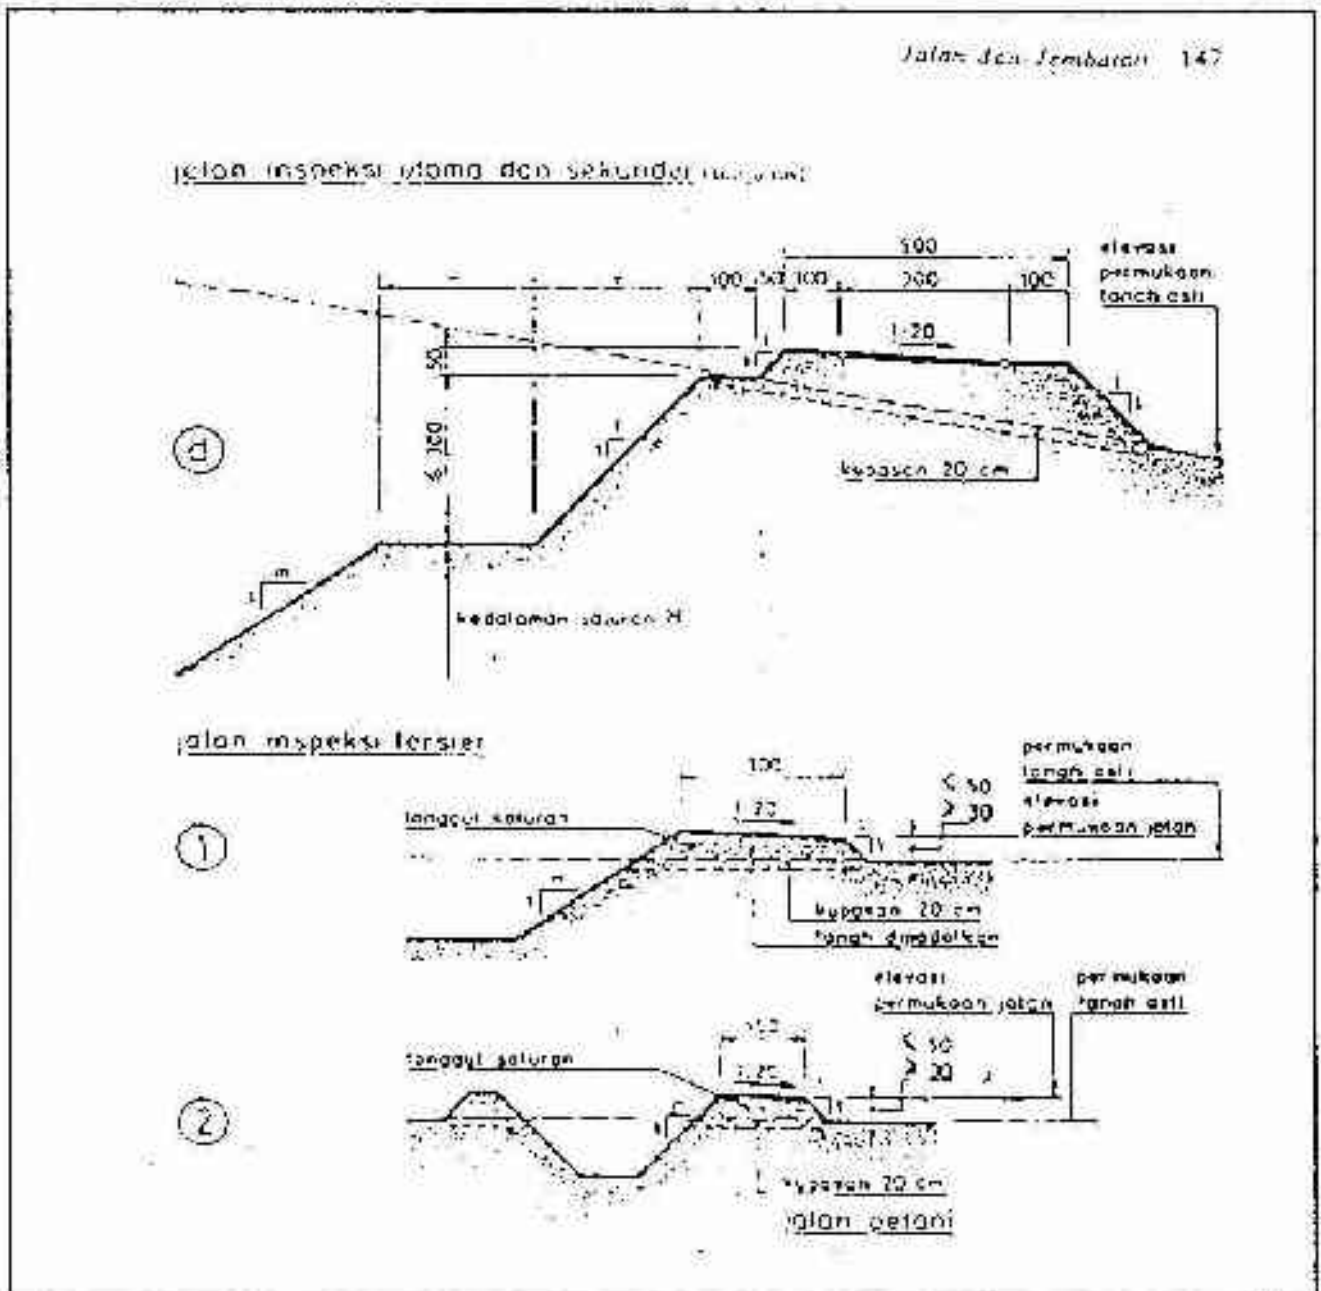 Jalan dan Jembatan 147
jalan inspeksi utama dan sekunder
500
elevasi
permukaan
tanah asli
100 50 100 200 100
1:20
50
1
1
d
1
1
kupasan 20 cm
m
1
kedalaman saluran H
jalan inspeksi tersier
permukaan
tanah asli
300
< 50
> 30
elevasi
permukaan jalan
tanggul saluran
1:20
1
m
1
kupasan 20 cm
tanah dipadatkan
elevasi
permukaan jalan
permukaan
tanah asli
tanggul saluran
1:20
< 50
2
kupasan 20 cm
jalan petani